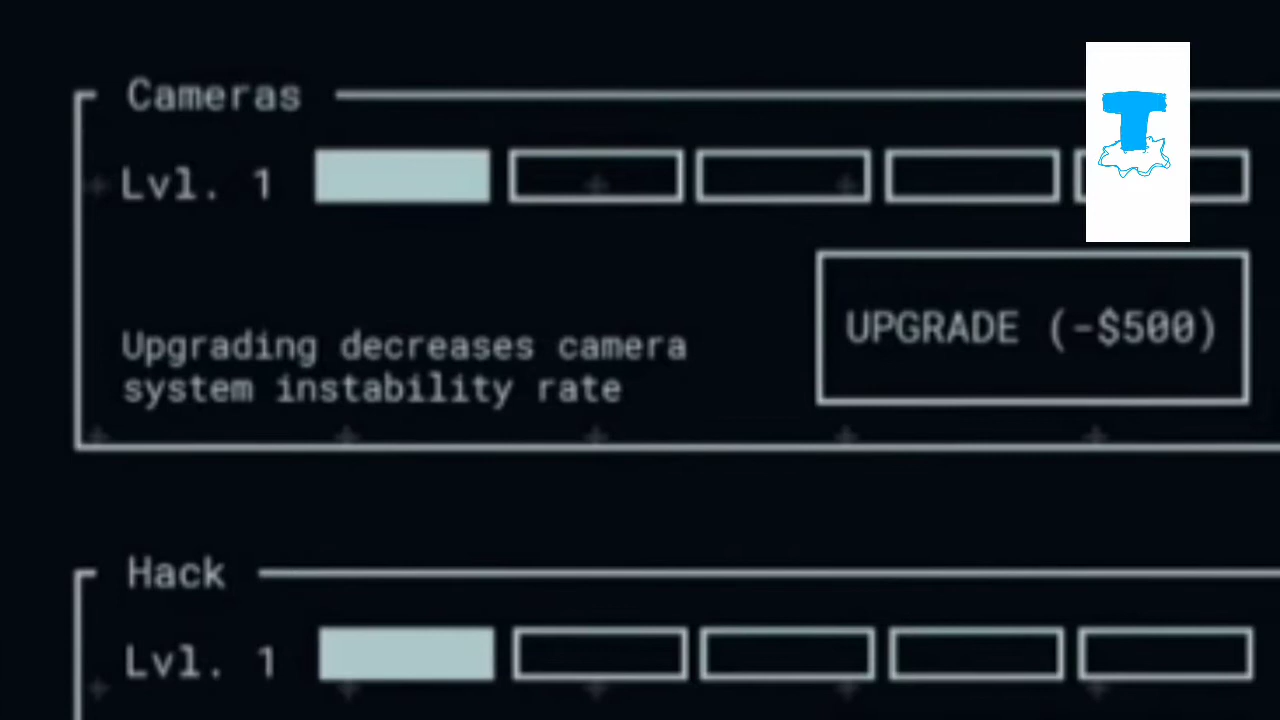 Cameras
Lvl. 1
Upgrading decreases camera
system instability rate
UPGRADE (-$500)
Hack
Lvl. 1
T